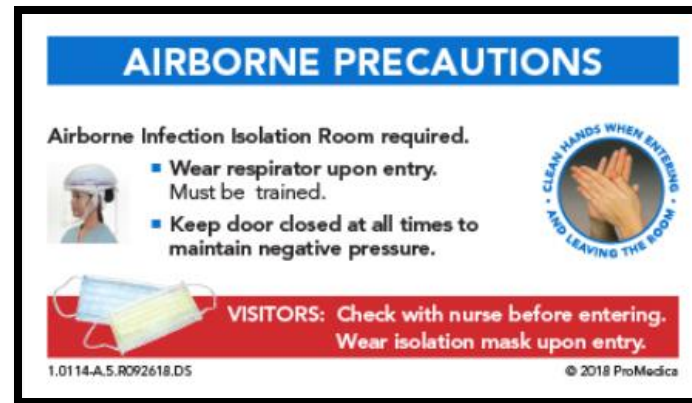 AIRBORNE PRECAUTIONS
Airborne Infection Isolation Room required.
Wear respirator upon entry.
Must be trained.
Keep door closed at all times to
maintain negative pressure.
CLEAN HANDS WHEN ENTERING
AND LEAVING THE ROOM
VISITORS: Check with nurse before entering.
Wear isolation mask upon entry.
1.0114-A.5.R092618.DS
© 2018 ProMedica